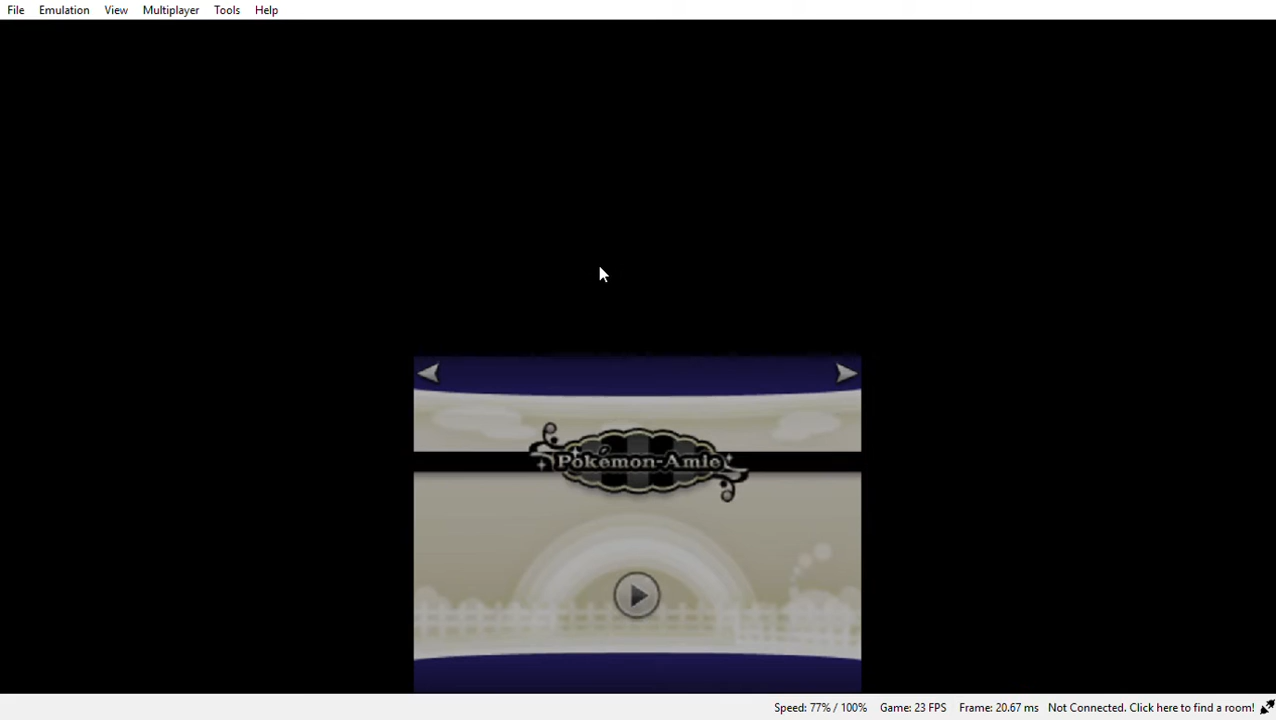 File Emulation View Multiplayer Tools Help
Pokémon-Amie
Speed: 77% / 100% Game: 23 FPS Frame: 20.67 ms Not Connected. Click here to find a room!